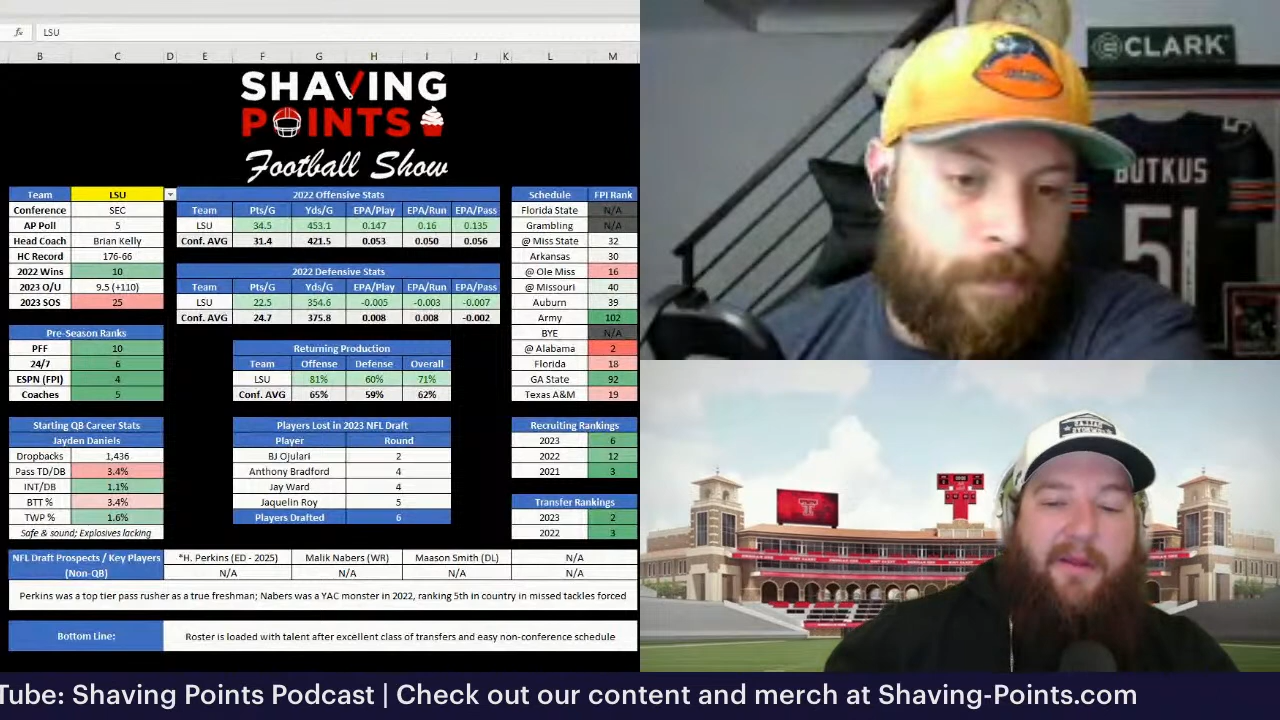 fx LSU
B C D E F G H I J K L M
SHAVING
POINTS
Football Show
Team LSU
Conference SEC
AP Poll 5
Head Coach Brian Kelly
HC Record 176-66
2022 Wins 10
2023 O/U 9.5 (+110)
2023 SOS 25
Pre-Season Ranks
PFF 10
24/7 6
ESPN (FPI) 4
Coaches 5
Starting QB Career Stats
Jayden Daniels
Dropbacks 1,436
Pass TD/DB 3.4%
INT/DB 1.1%
BTT % 3.4%
TWP % 1.6%
Safe & sound; Explosives lacking
2022 Offensive Stats
Team Pts/G Yds/G EPA/Play EPA/Run EPA/Pass
LSU 34.5 453.1 0.147 0.16 0.135
Conf. AVG 31.4 421.5 0.053 0.050 0.056
2022 Defensive Stats
Team Pts/G Yds/G EPA/Play EPA/Run EPA/Pass
LSU 22.5 354.6 -0.005 -0.003 -0.007
Conf. AVG 24.7 375.8 0.008 0.008 -0.002
Returning Production
Team Offense Defense Overall
LSU 81% 60% 71%
Conf. AVG 65% 59% 62%
Players Lost in 2023 NFL Draft
Player Round
BJ Ojulari 2
Anthony Bradford 4
Jay Ward 4
Jaquelin Roy 5
Players Drafted 6
Schedule FPI Rank
Florida State N/A
Grambling N/A
@ Miss State 32
Arkansas 30
@ Ole Miss 16
@ Missouri 40
Auburn 39
Army 102
BYE N/A
@ Alabama 2
Florida 18
GA State 92
Texas A&M 19
Recruiting Rankings
2023 6
2022 12
2021 3
Transfer Rankings
2023 2
2022 3
NFL Draft Prospects / Key Players
(Non-QB)
*H. Perkins (ED - 2025) Malik Nabers (WR) Maason Smith (DL) N/A
N/A N/A N/A N/A
Perkins was a top tier pass rusher as a true freshman; Nabers was a YAC monster in 2022, ranking 5th in country in missed tackles forced
Bottom Line: Roster is loaded with talent after excellent class of transfers and easy non-conference schedule
CLARK
51
BUTKUS
51
Tube: Shaving Points Podcast | Check out our content and merch at Shaving-Points.com